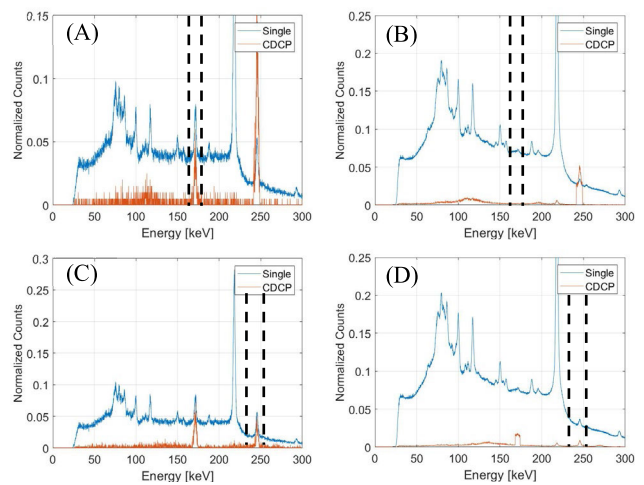 (A)
Single
CDCP
0.15
0.1
0.05
0
0 50 100 150 200 250 300
Energy [keV]
Normalized Counts
(B)
Single
CDCP
0.25
0.2
0.15
0.1
0.05
0
0 50 100 150 200 250 300
Energy [keV]
Normalized Counts
(C)
Single
CDCP
0.3
0.25
0.2
0.15
0.1
0.05
0
0 50 100 150 200 250 300
Energy [keV]
Normalized Counts
(D)
Single
CDCP
0.25
0.2
0.15
0.1
0.05
0
0 50 100 150 200 250 300
Energy [keV]
Normalized Counts